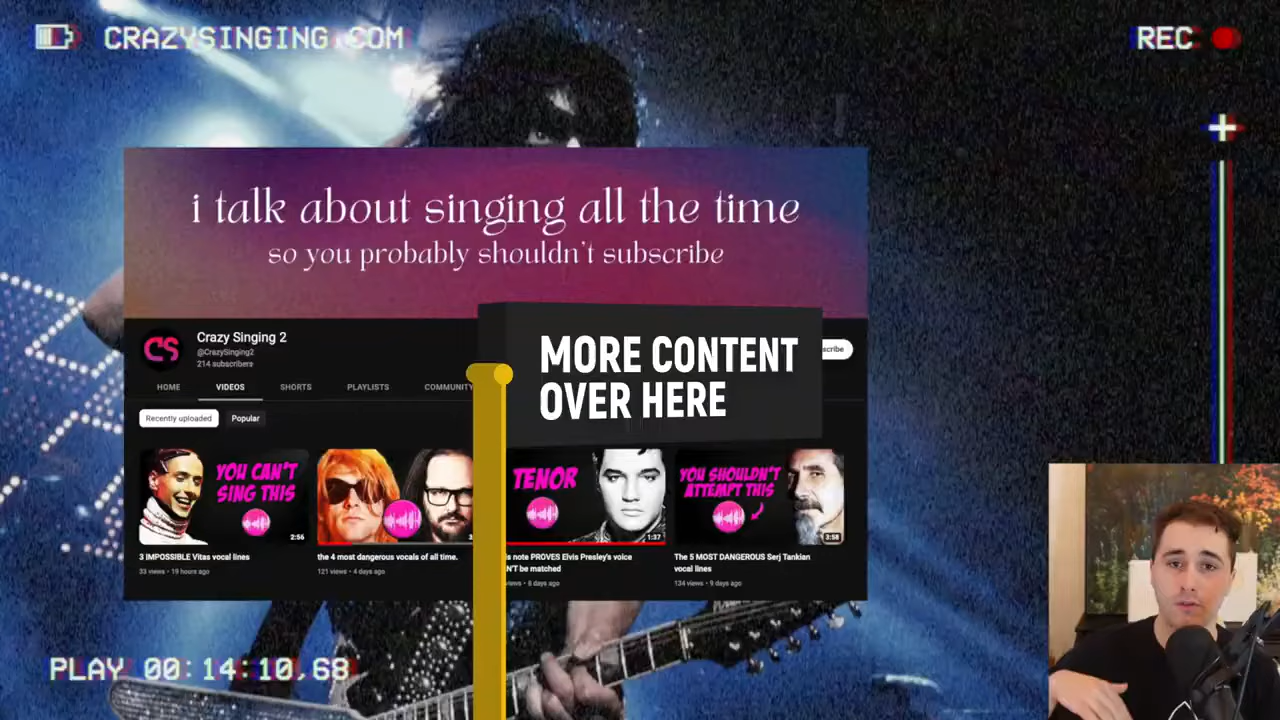 CRAZYSINGING.COM
REC
i talk about singing all the time
so you probably shouldn't subscribe
CS
Crazy Singing 2
@CrazySinging2
214 subscribers
HOME VIDEOS SHORTS PLAYLISTS COMMUNITY
MORE CONTENT
OVER HERE
Recently uploaded Popular
YOU CAN'T
SING THIS
2:56
TENOR
1:37
YOU SHOULDN'T
ATTEMPT THIS
3:58
3 IMPOSSIBLE Vitas vocal lines
33 views • 19 hours ago
the 4 most dangerous vocals of all time.
121 views • 4 days ago
note PROVES Elvis Presley's voice
be matched
8 days ago
The 5 MOST DANGEROUS Serj Tankian
vocal lines
134 views • 9 days ago
PLAY 00:14:10,68